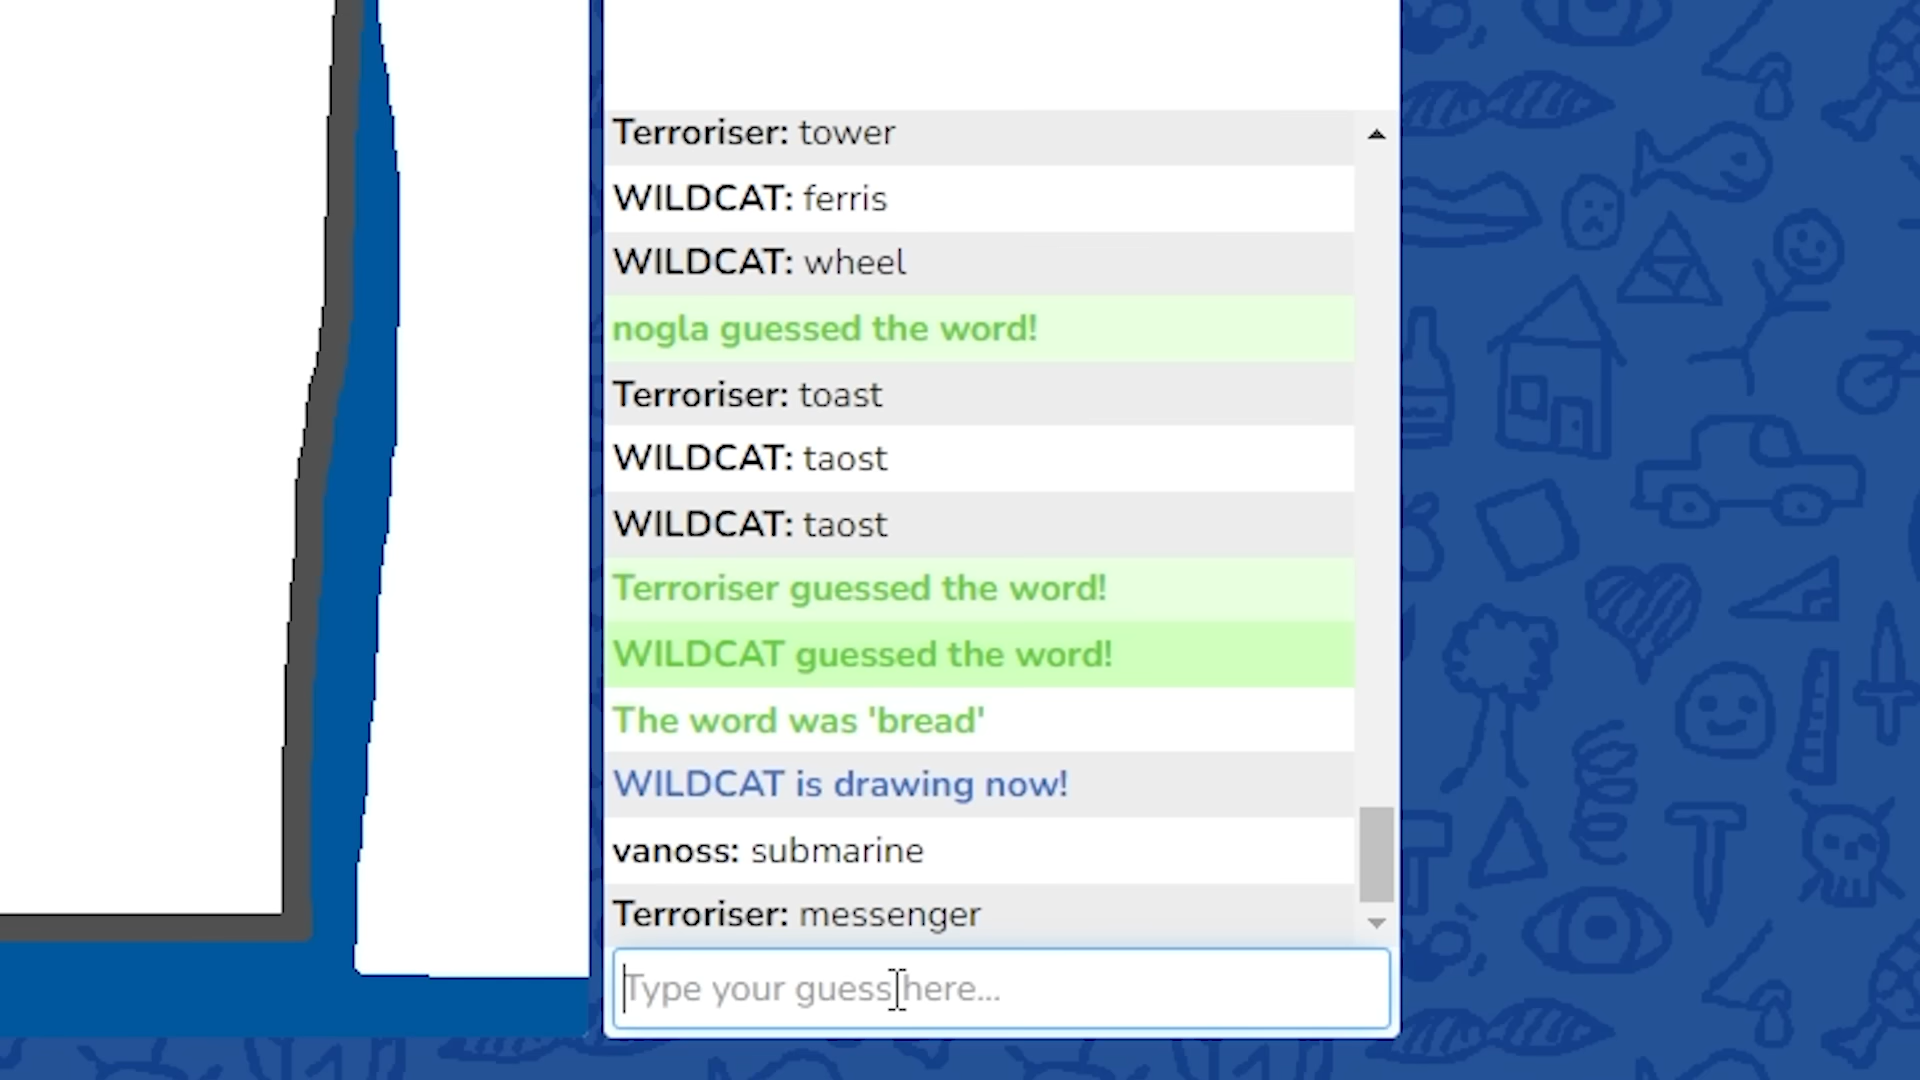 Terroriser: tower
WILDCAT: ferris
WILDCAT: wheel
nogla guessed the word!
Terroriser: toast
WILDCAT: taost
WILDCAT: taost
Terroriser guessed the word!
WILDCAT guessed the word!
The word was 'bread'
WILDCAT is drawing now!
vanoss: submarine
Terroriser: messenger
Type your guess here...